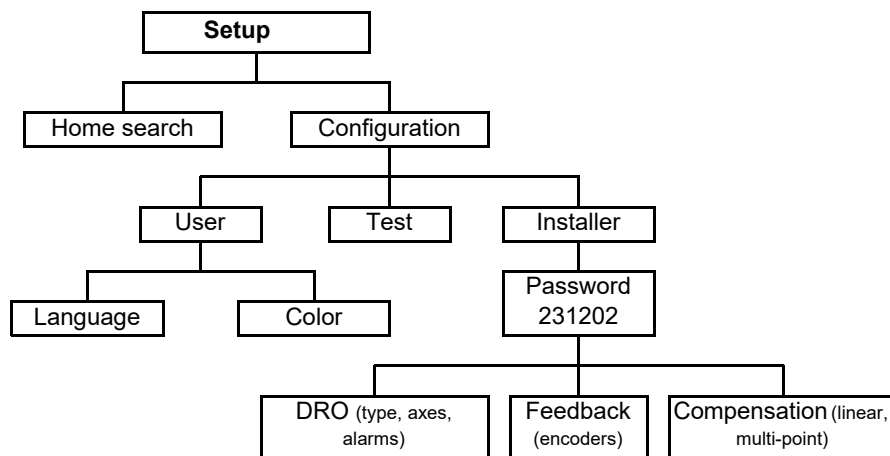 Setup
Home search
Configuration
User
Test
Installer
Language
Color
Password
231202
DRO (type, axes,
alarms)
Feedback
(encoders)
Compensation (linear,
multi-point)